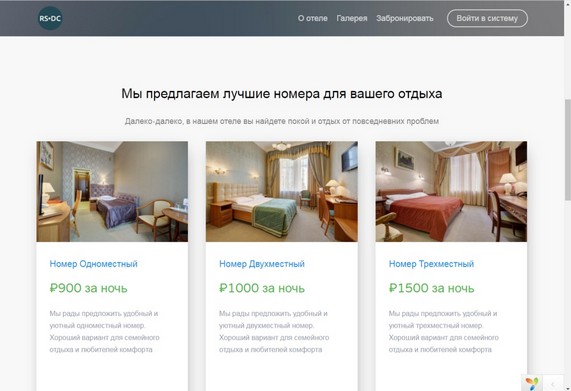 RS•DC
О отеле Галерея Забронировать Войти в систему
Мы предлагаем лучшие номера для вашего отдыха
Далеко-далеко, в нашем отеле вы найдете покой и отдых от повседневних проблем
Номер Одноместный
₽900 за ночь
Мы рады предложить удобный и
уютный одноместный номер.
Хороший вариант для семейного
отдыха и любителей комфорта
Номер Двухместный
₽1000 за ночь
Мы рады предложить удобный и
уютный двухместный номер.
Хороший вариант для семейного
отдыха и любителей комфорта
Номер Трехместный
₽1500 за ночь
Мы рады предложить удобный и
уютный трехместный номер.
Хороший вариант для семейного
отдыха и любителей комфорта